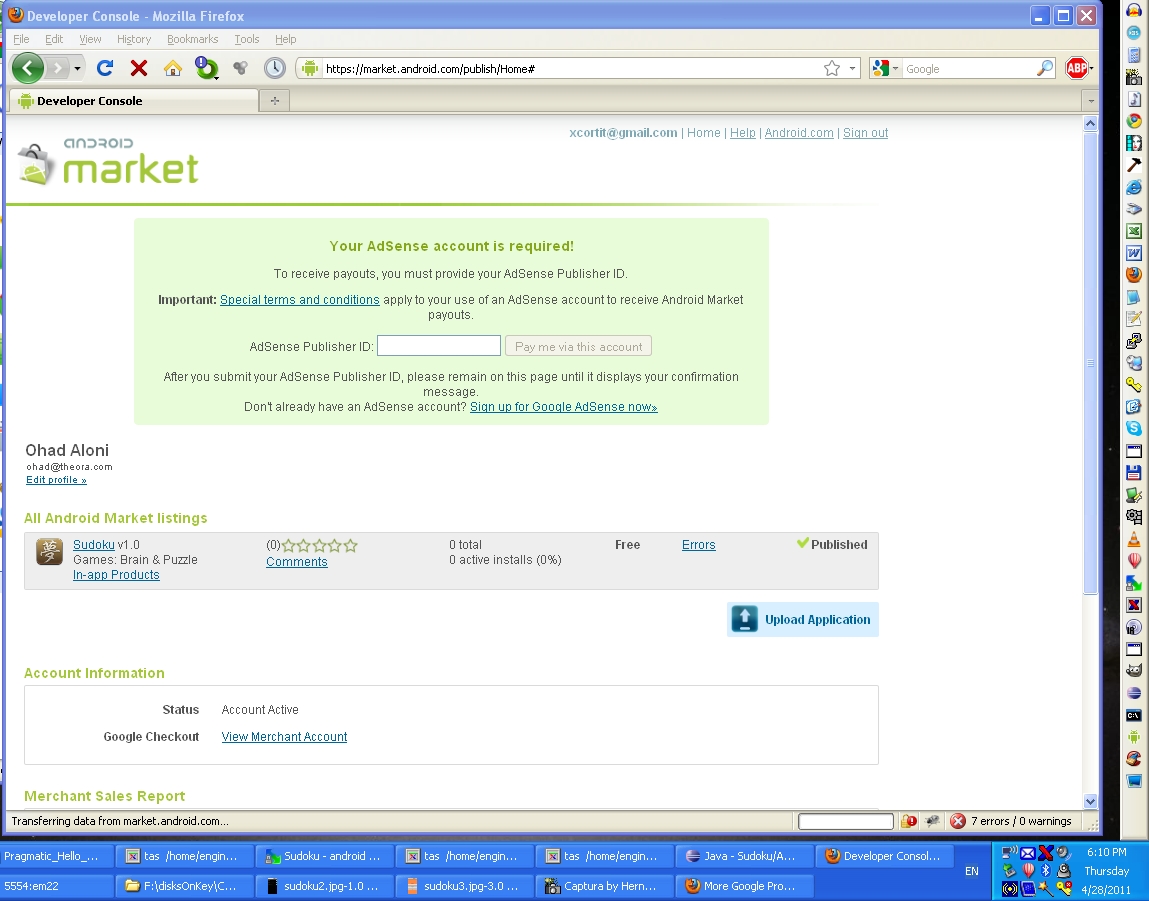 Developer Console - Mozilla Firefox
File Edit View History Bookmarks Tools Help
https://market.android.com/publish/Home#
Google
ABP
Developer Console
xcortit@gmail.com | Home | Help | Android.com | Sign out
android
market
Your AdSense account is required!
To receive payouts, you must provide your AdSense Publisher ID.
Important: Special terms and conditions apply to your use of an AdSense account to receive Android Market
payouts.
AdSense Publisher ID: Pay me via this account
After you submit your AdSense Publisher ID, please remain on this page until it displays your confirmation
message.
Don't already have an AdSense account? Sign up for Google AdSense now»
Ohad Aloni
ohad@theora.com
Edit profile »
All Android Market listings
夢
Sudoku v1.0 (0) 0 total Free Errors Published
Games: Brain & Puzzle Comments 0 active installs (0%)
In-app Products
Upload Application
Account Information
Status Account Active
Google Checkout View Merchant Account
Merchant Sales Report
Transferring data from market.android.com...
7 errors / 0 warnings
Pragmatic_Hello_... tas /home/engin... Sudoku - android ... tas /home/engin... tas /home/engin... Java - Sudoku/A... Developer Consol...
5554:em22 F:\disksOnKey\C... sudoku2.jpg-1.0 ... sudoku3.jpg-3.0 ... Captura by Hern... More Google Pro...
EN
6:10 PM
Thursday
4/28/2011